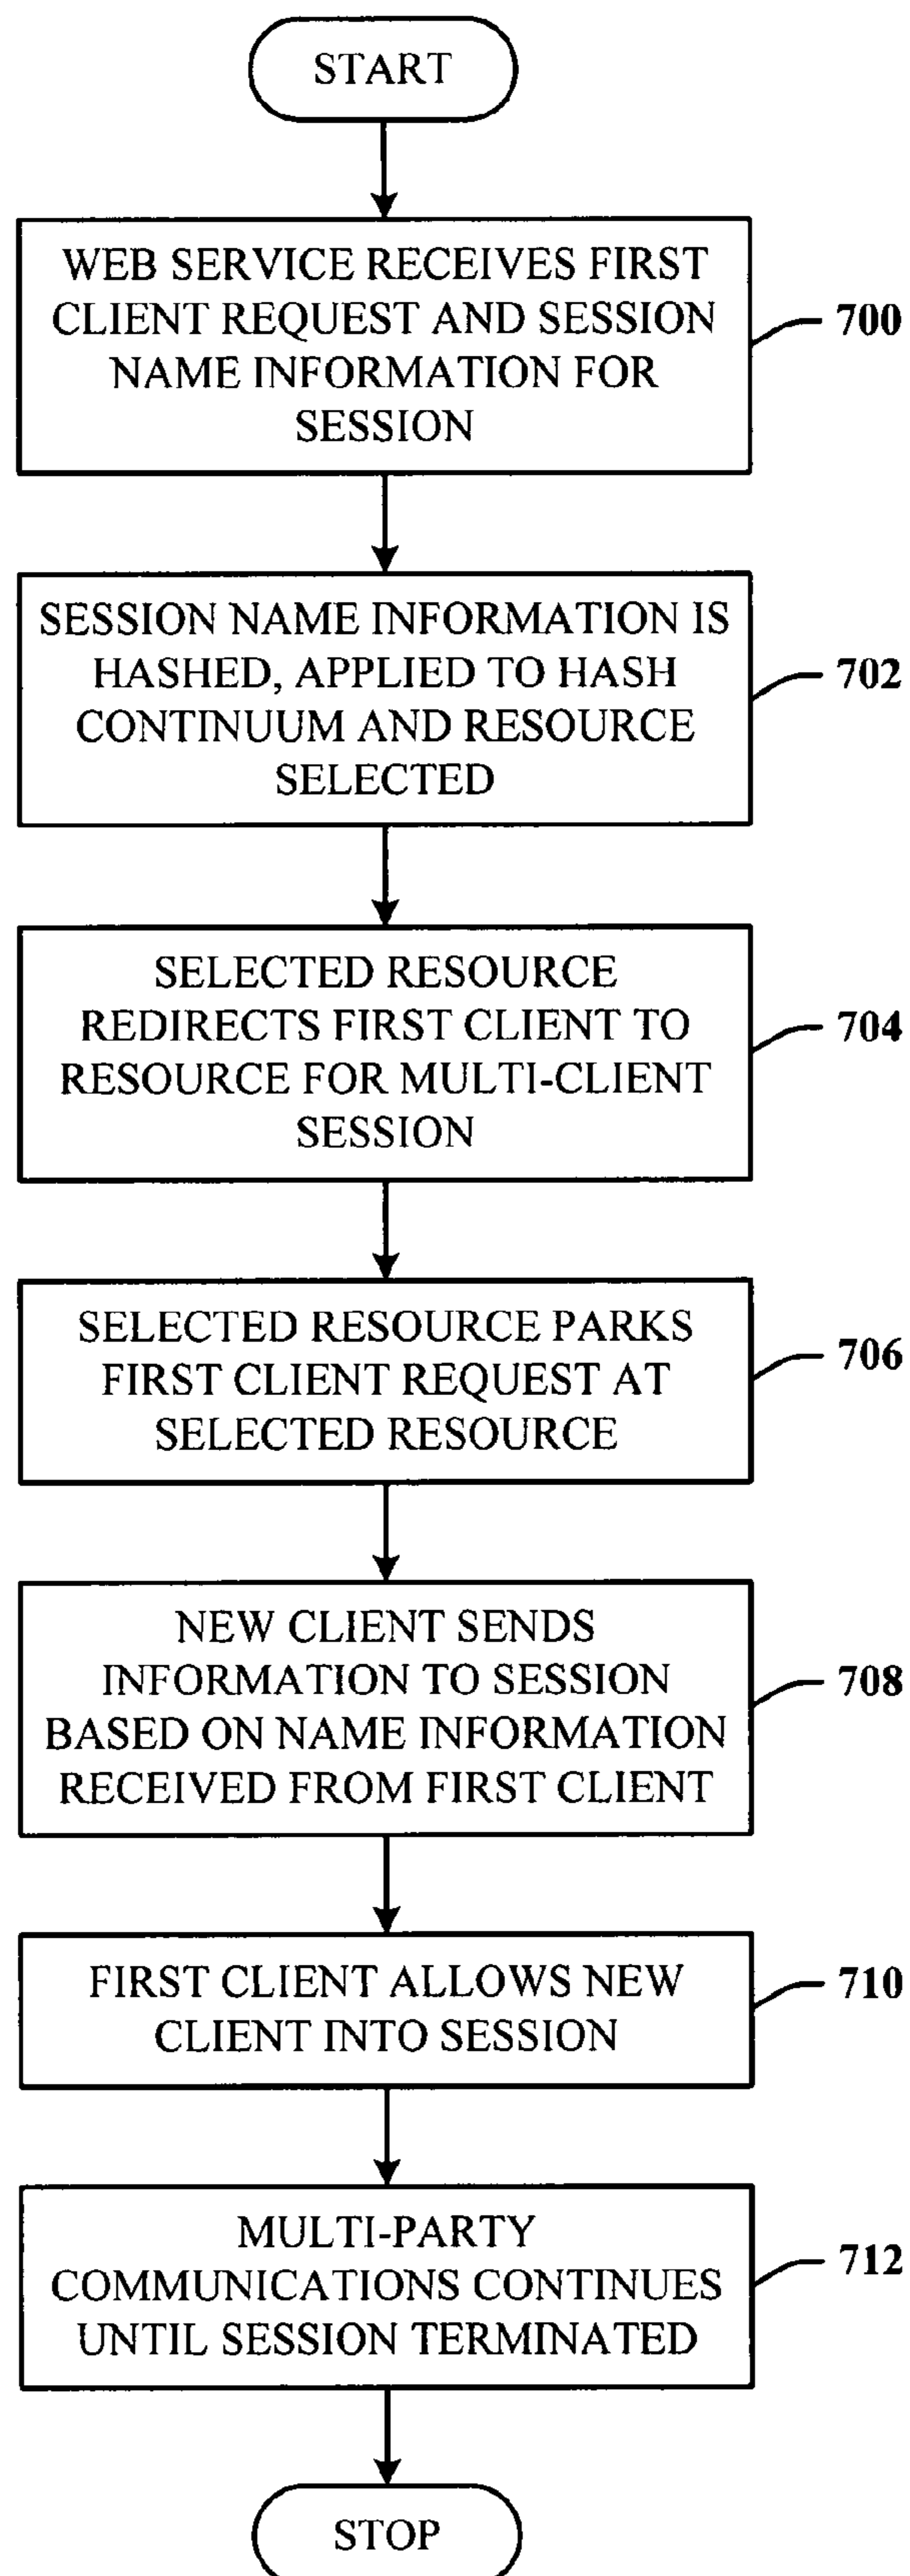 START
WEB SERVICE RECEIVES FIRST
CLIENT REQUEST AND SESSION
NAME INFORMATION FOR
SESSION
700
SESSION NAME INFORMATION IS
HASHED, APPLIED TO HASH
CONTINUUM AND RESOURCE
SELECTED
702
SELECTED RESOURCE
REDIRECTS FIRST CLIENT TO
RESOURCE FOR MULTI-CLIENT
SESSION
704
SELECTED RESOURCE PARKS
FIRST CLIENT REQUEST AT
SELECTED RESOURCE
706
NEW CLIENT SENDS
INFORMATION TO SESSION
BASED ON NAME INFORMATION
RECEIVED FROM FIRST CLIENT
708
FIRST CLIENT ALLOWS NEW
CLIENT INTO SESSION
710
MULTI-PARTY
COMMUNICATIONS CONTINUES
UNTIL SESSION TERMINATED
712
STOP